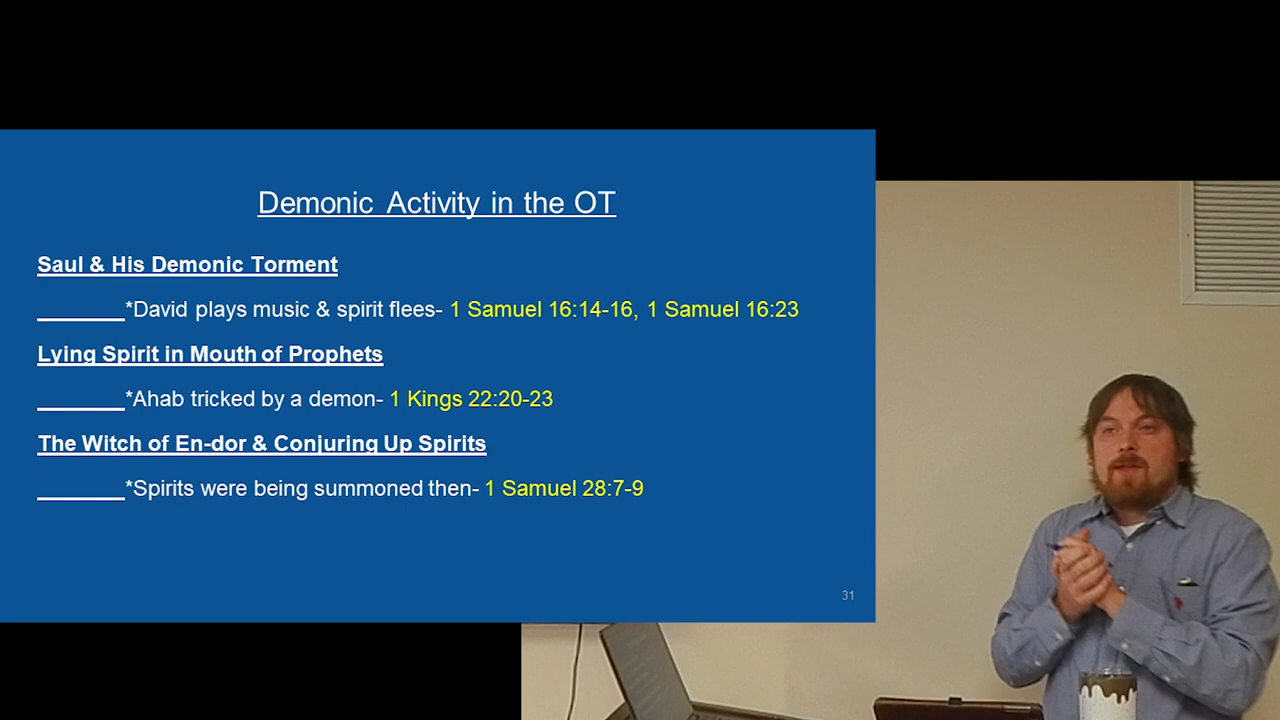 Demonic Activity in the OT
Saul & His Demonic Torment
______*David plays music & spirit flees- 1 Samuel 16:14-16, 1 Samuel 16:23
Lying Spirit in Mouth of Prophets
______*Ahab tricked by a demon- 1 Kings 22:20-23
The Witch of En-dor & Conjuring Up Spirits
______*Spirits were being summoned then- 1 Samuel 28:7-9
31